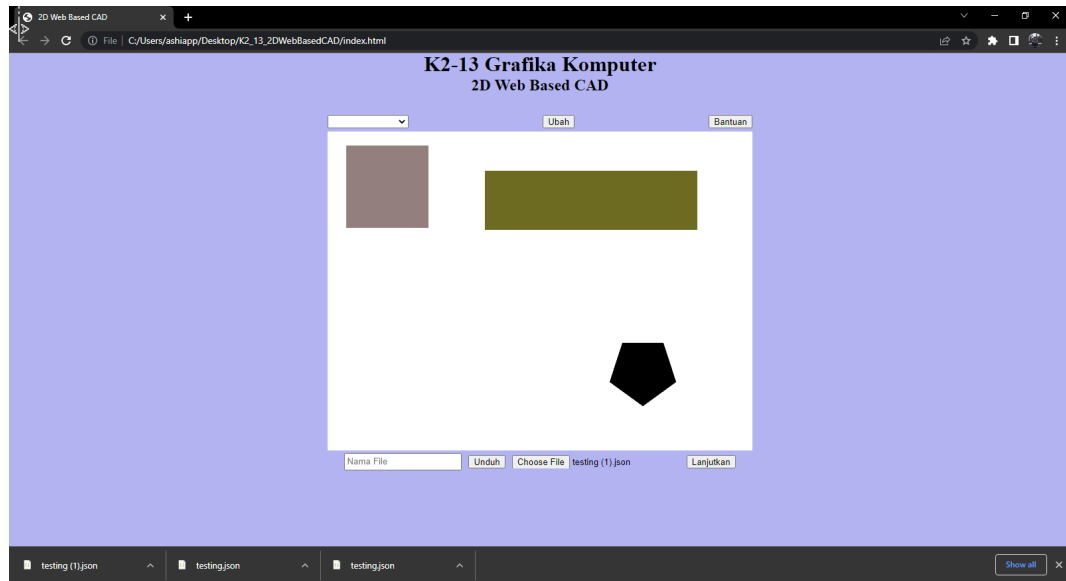 2D Web Based CAD
File | C:/Users/ashiapp/Desktop/K2_13_2DWebBasedCAD/index.html
K2-13 Grafika Komputer
2D Web Based CAD
Ubah
Bantuan
Nama File
Unduh
Choose File
testing (1).json
Lanjutkan
testing (1).json
testing.json
testing.json
Show all